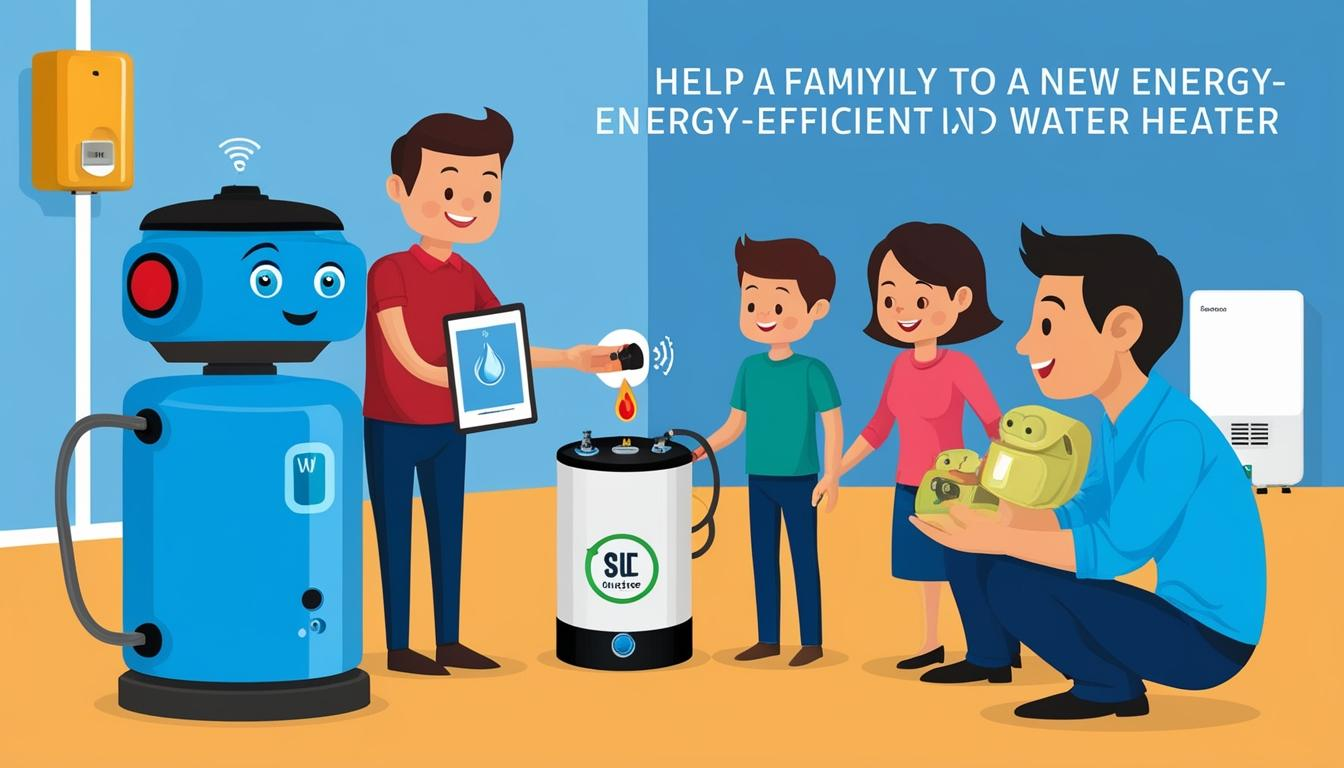 HELP A FAMIYILY TO A NEW ENERGY-
ENERGY-EFFICIENT WATER HEATER
W